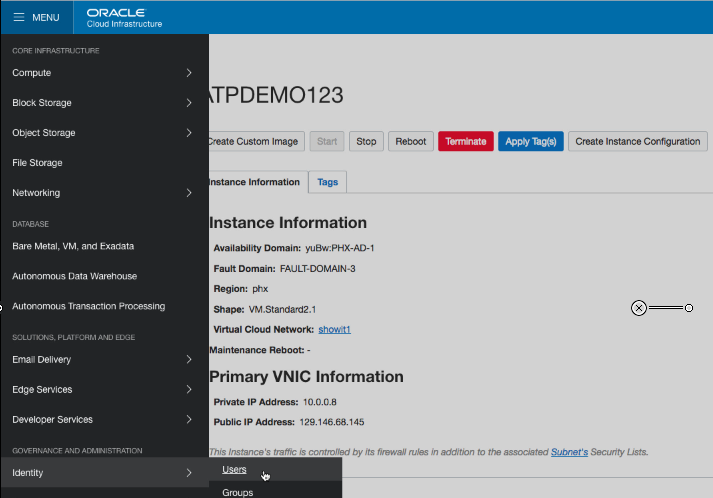 MENU
ORACLE
Cloud Infrastructure
CORE INFRASTRUCTURE
Compute
Block Storage
Object Storage
File Storage
Networking
DATABASE
Bare Metal, VM, and Exadata
Autonomous Data Warehouse
Autonomous Transaction Processing
SOLUTIONS, PLATFORM AND EDGE
Email Delivery
Edge Services
Developer Services
GOVERNANCE AND ADMINISTRATION
Identity
Users
Groups
ATPDEMO123
Create Custom Image
Start
Stop
Reboot
Terminate
Apply Tag(s)
Create Instance Configuration
Instance Information
Tags
Instance Information
Availability Domain: yuBw:PHX-AD-1
Fault Domain: FAULT-DOMAIN-3
Region: phx
Shape: VM.Standard2.1
Virtual Cloud Network: showit1
Maintenance Reboot: -
Primary VNIC Information
Private IP Address: 10.0.0.8
Public IP Address: 129.146.68.145
This Instance's traffic is controlled by its firewall rules in addition to the associated Subnet's Security Lists.